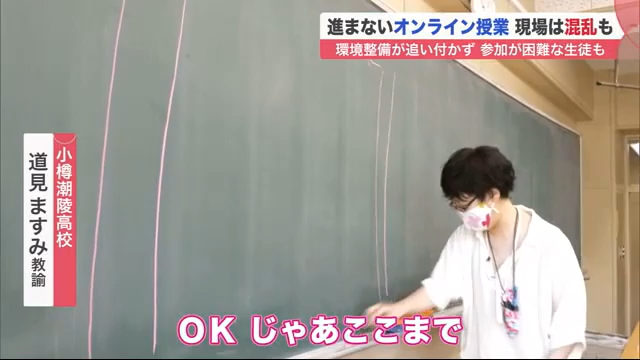 進まないオンライン授業 現場は混乱も
環境整備が追い付かず 参加が困難な生徒も
小樽潮陵高校
道見 ますみ教諭
OK じゃあここまで